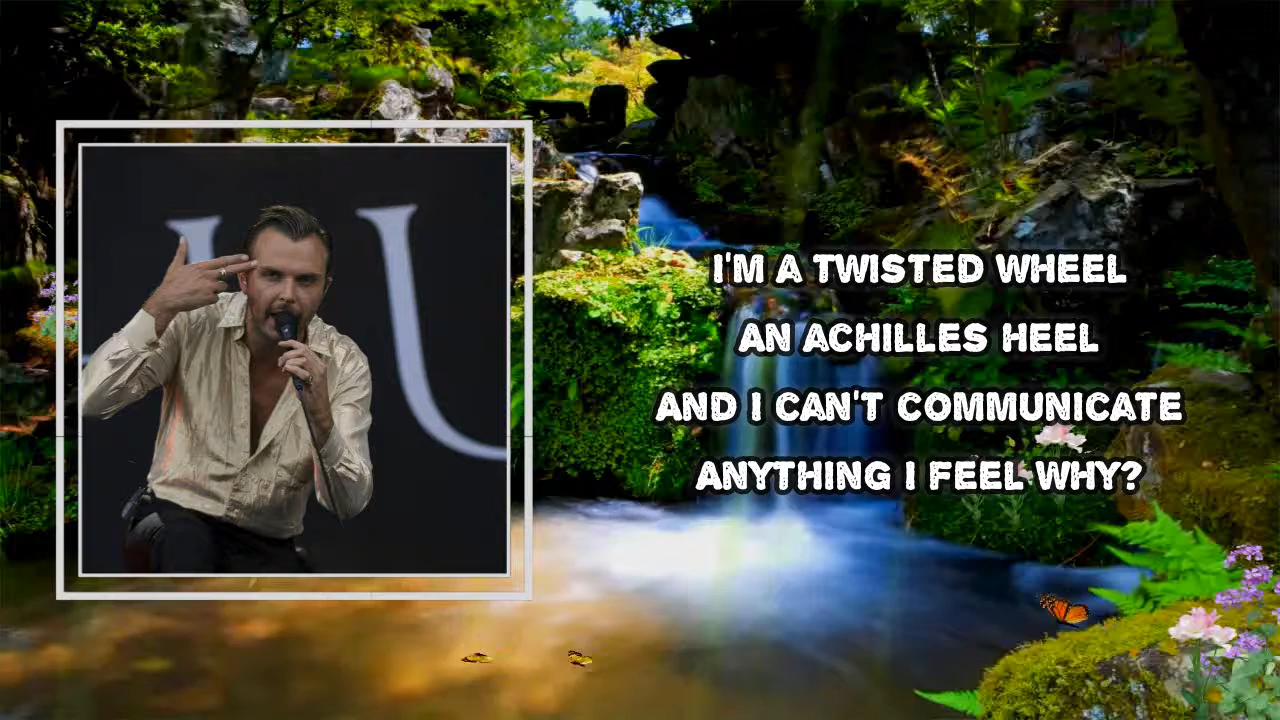 I'M A TWISTED WHEEL
AN ACHILLES HEEL
AND I CAN'T COMMUNICATE
ANYTHING I FEEL WHY?